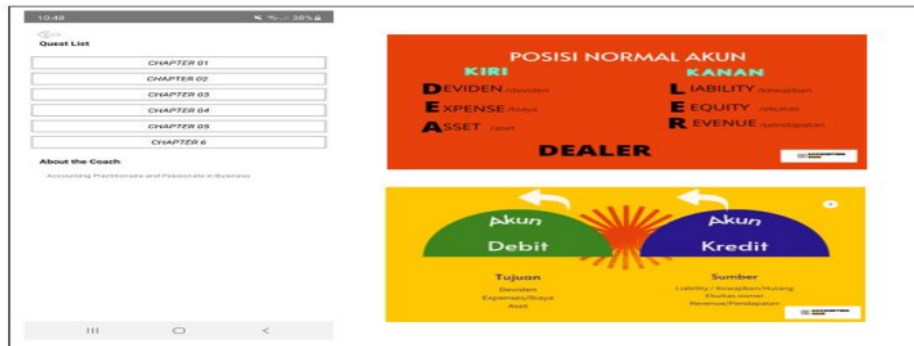 10:48 38%
Quest List
CHAPTER 01
CHAPTER 02
CHAPTER 03
CHAPTER 04
CHAPTER 05
CHAPTER 6
About the Coach
Accounting Practitionare and Passionate in Business
POSISI NORMAL AKUN
KIRI
DEVIDEN /deviden
EXPENSE /biaya
ASSET /aset
KANAN
LIABILITY /kewajiban
EEQUITY /ekuitas
REVENUE /pendapatan
DEALER
Akun
Debit
Akun
Kredit
Tujuan
Deviden
Expenses/Biaya
Aset
Sumber
Liability / Kewajiban/Hutang
Ekuitas owner
Revenue/Pendapatan